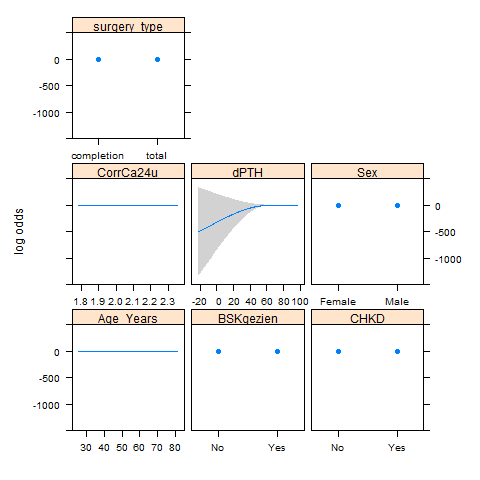 surgery_type
0
-500
-1000
completion total
CorrCa24u dPTH Sex
0
-500
-1000
1.8 1.9 2.0 2.1 2.2 2.3 -20 0 20 40 60 80 100 Female Male
Age_Years BSKgezien CHKD
0
-500
-1000
30 40 50 60 70 80 No Yes No Yes
log odds